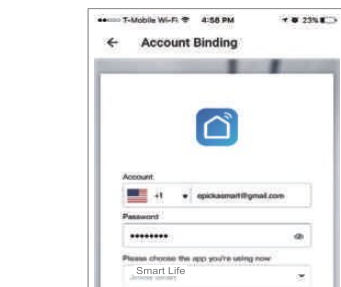 T-Mobile Wi-Fi 4:58 PM 23%
Account Binding
Account
+1 epickasmart@gmail.com
Password
••••••••
Please choose the app you're using now
Smart Life